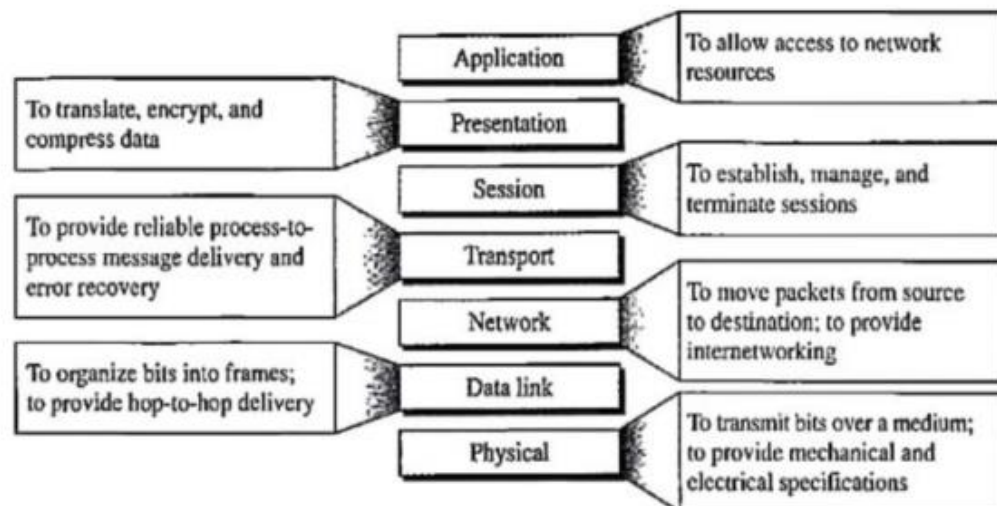 Application
To allow access to network
resources
To translate, encrypt, and
compress data
Presentation
Session
To establish, manage, and
terminate sessions
To provide reliable process-to-
process message delivery and
error recovery
Transport
Network
To move packets from source
to destination; to provide
internetworking
To organize bits into frames;
to provide hop-to-hop delivery
Data link
Physical
To transmit bits over a medium;
to provide mechanical and
electrical specifications